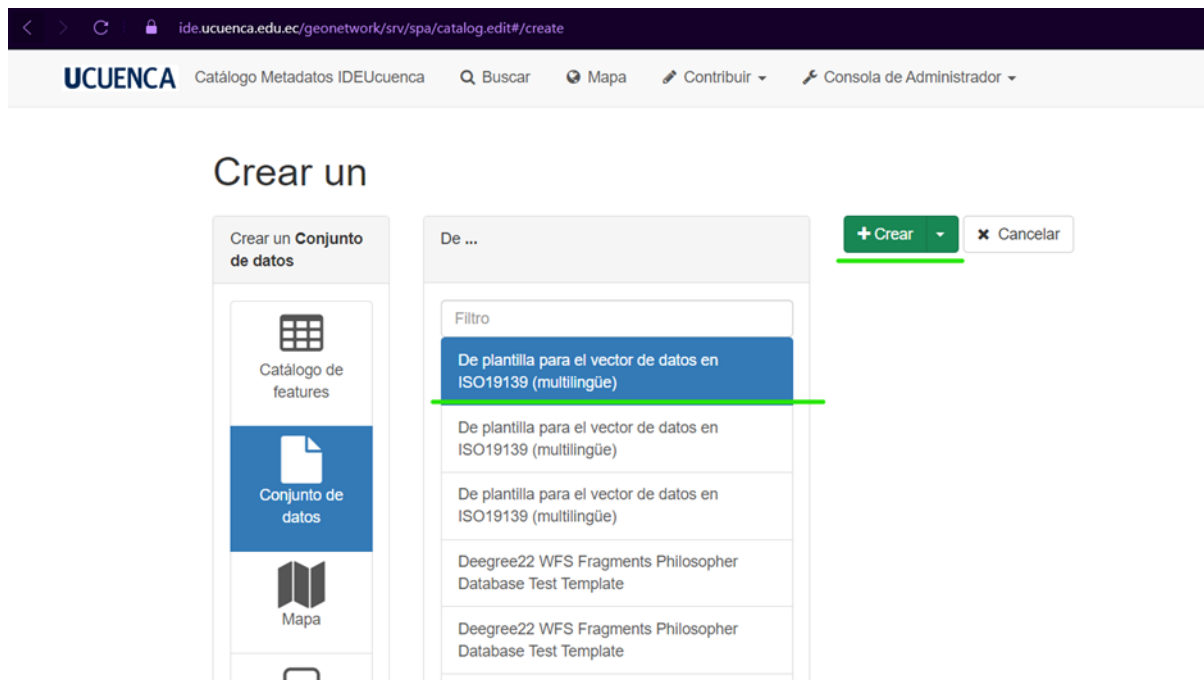 ide.ucuenca.edu.ec/geonetwork/srv/spa/catalog.edit#/create
UCUENCA Catálogo Metadatos IDEUcuenca Buscar Mapa Contribuir Consola de Administrador
Crear un
Crear un Conjunto
de datos
De ...
Crear
Cancelar
Catálogo de
features
Conjunto de
datos
Mapa
Filtro
De plantilla para el vector de datos en
ISO19139 (multilingüe)
De plantilla para el vector de datos en
ISO19139 (multilingüe)
De plantilla para el vector de datos en
ISO19139 (multilingüe)
Deegree22 WFS Fragments Philosopher
Database Test Template
Deegree22 WFS Fragments Philosopher
Database Test Template